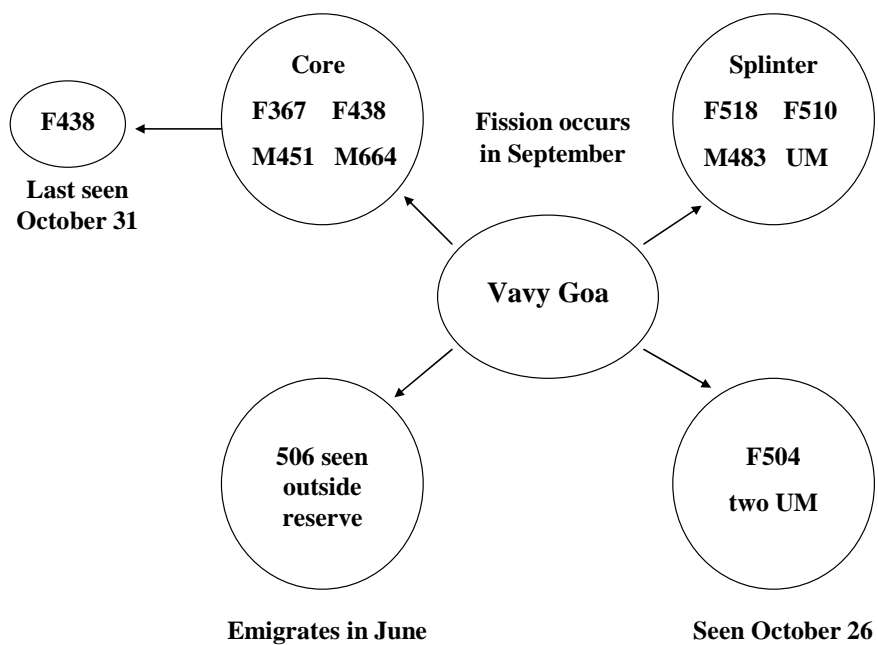 Core
F367 F438
M451 M664
F438
Last seen
October 31
Fission occurs
in September
Splinter
F518 F510
M483 UM
Vavy Goa
506 seen
outside
reserve
Emigrates in June
F504
two UM
Seen October 26